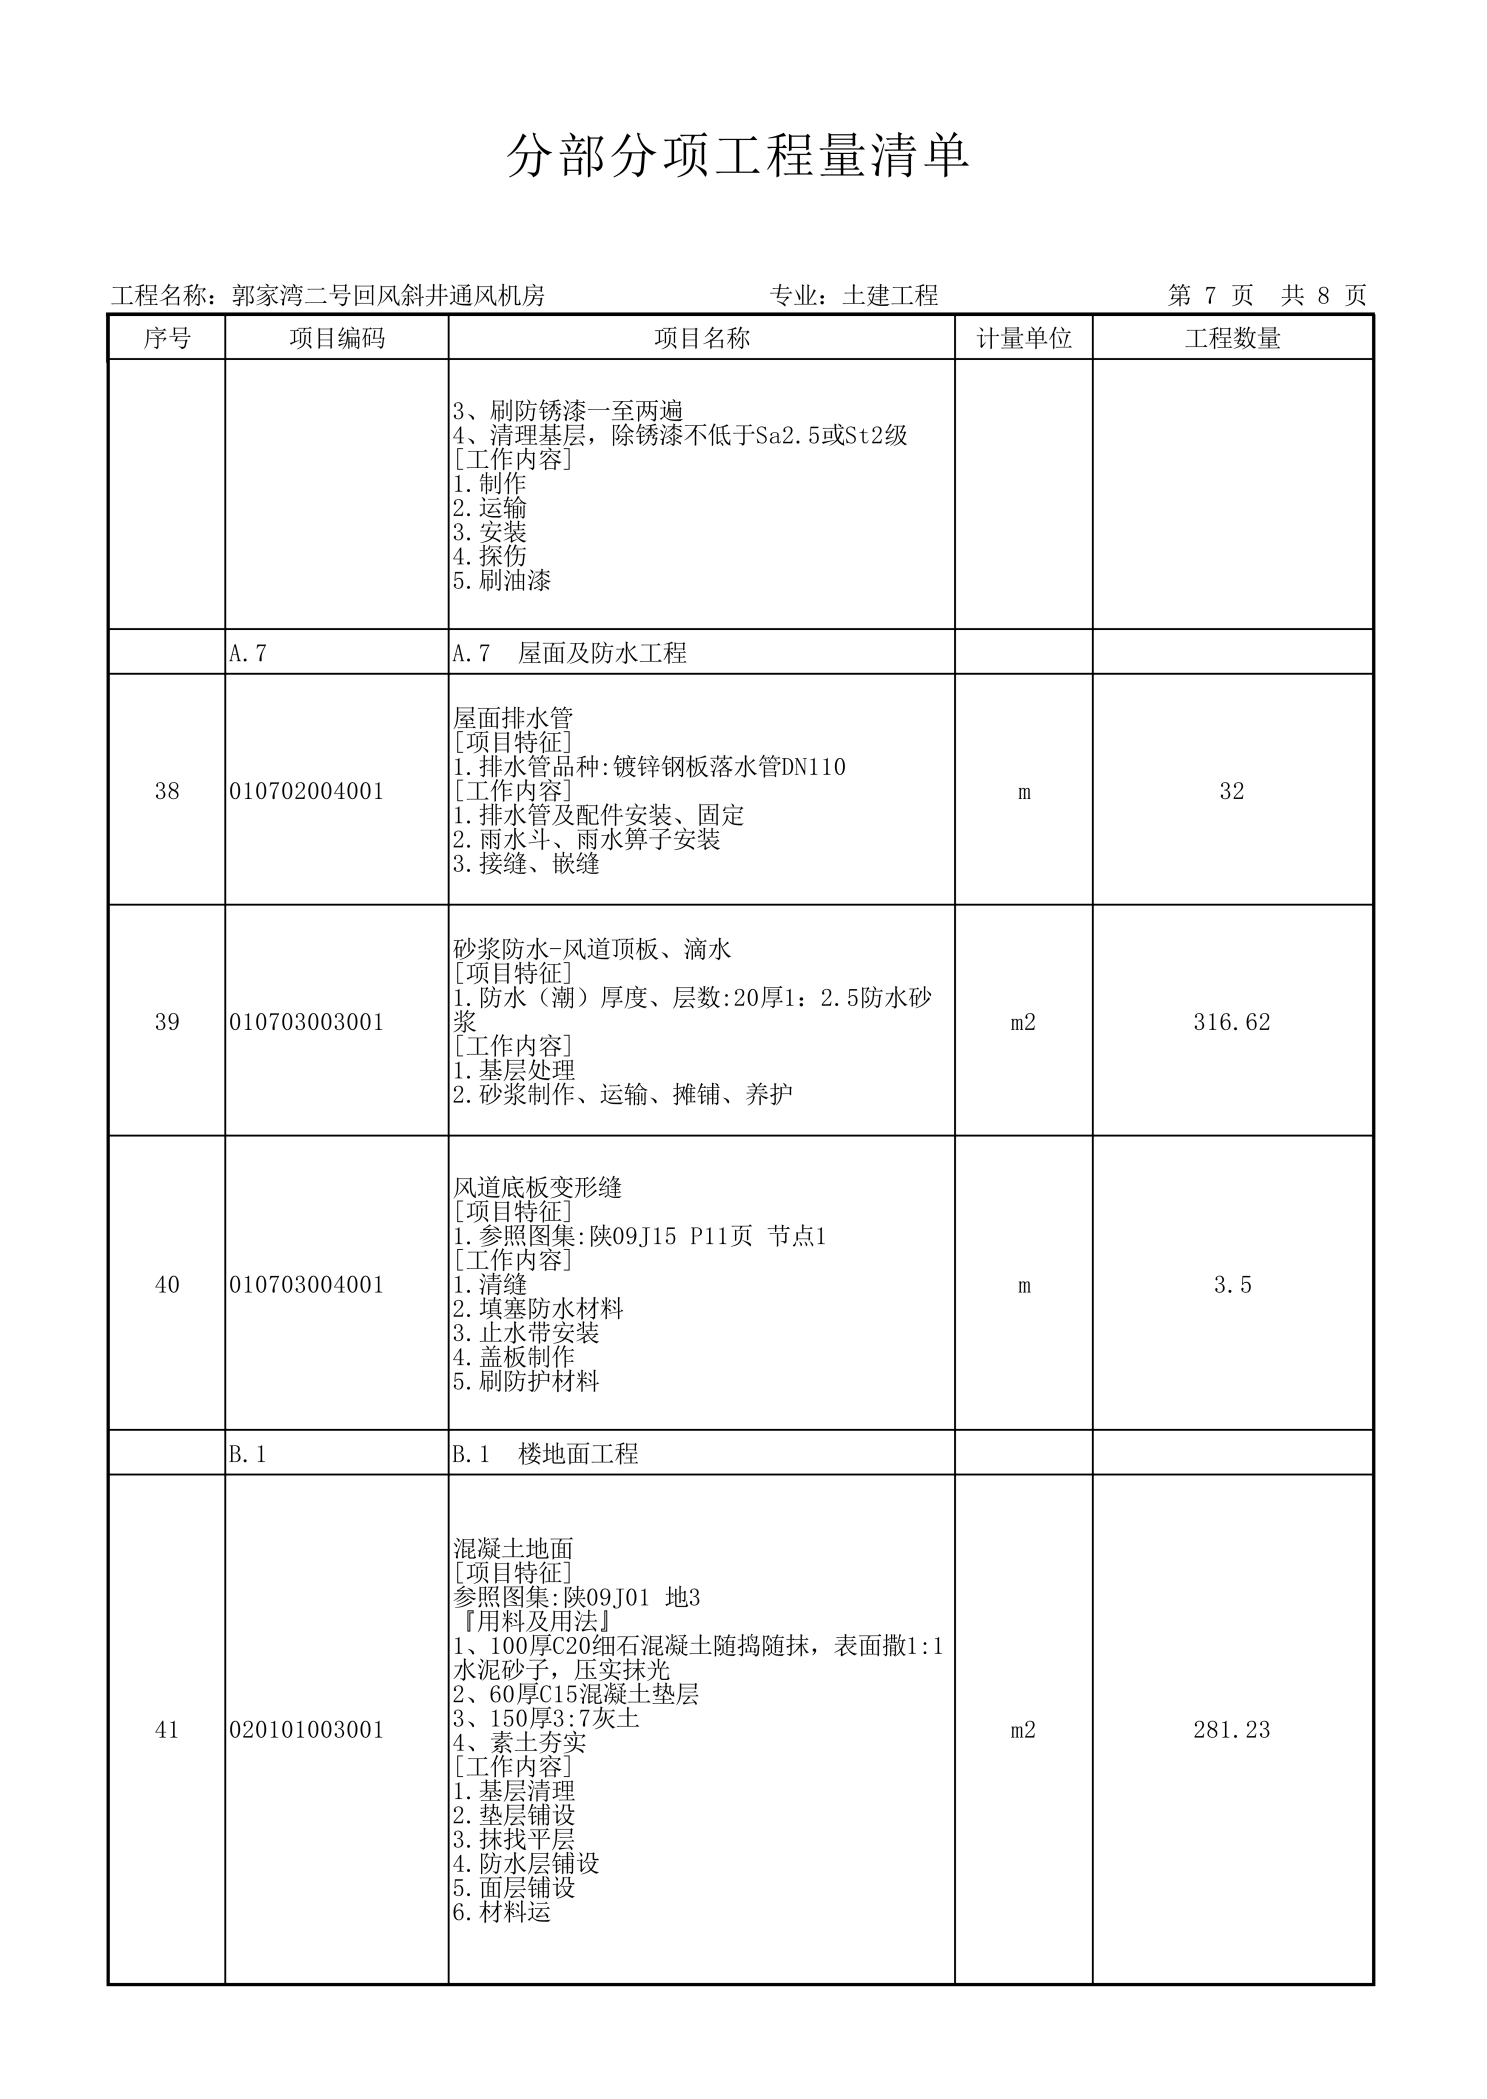 分部分项工程量清单
工程名称：郭家湾二号回风斜井通风机房 专业：土建工程 第 7 页 共 8 页
序号 项目编码 项目名称 计量单位 工程数量
3、刷防锈漆一至两遍
4、清理基层，除锈漆不低于Sa2.5或St2级
[工作内容]
1.制作
2.运输
3.安装
4.探伤
5.刷油漆
A.7 A.7 屋面及防水工程
屋面排水管
[项目特征]
1.排水管品种:镀锌钢板落水管DN110
38 010702004001 [工作内容] m 32
1.排水管及配件安装、固定
2.雨水斗、雨水箅子安装
3.接缝、嵌缝
砂浆防水-风道顶板、滴水
[项目特征]
1.防水（潮）厚度、层数:20厚1：2.5防水砂
39 010703003001 浆 m2 316.62
[工作内容]
1.基层处理
2.砂浆制作、运输、摊铺、养护
风道底板变形缝
[项目特征]
1.参照图集:陕09J15 P11页 节点1
[工作内容]
40 010703004001 1.清缝 m 3.5
2.填塞防水材料
3.止水带安装
4.盖板制作
5.刷防护材料
B.1 B.1 楼地面工程
混凝土地面
[项目特征]
参照图集:陕09J01 地3
『用料及用法』
1、100厚C20细石混凝土随捣随抹，表面撒1:1
水泥砂子，压实抹光
2、60厚C15混凝土垫层
3、150厚3:7灰土
41 020101003001 4、素土夯实 m2 281.23
[工作内容]
1.基层清理
2.垫层铺设
3.抹找平层
4.防水层铺设
5.面层铺设
6.材料运